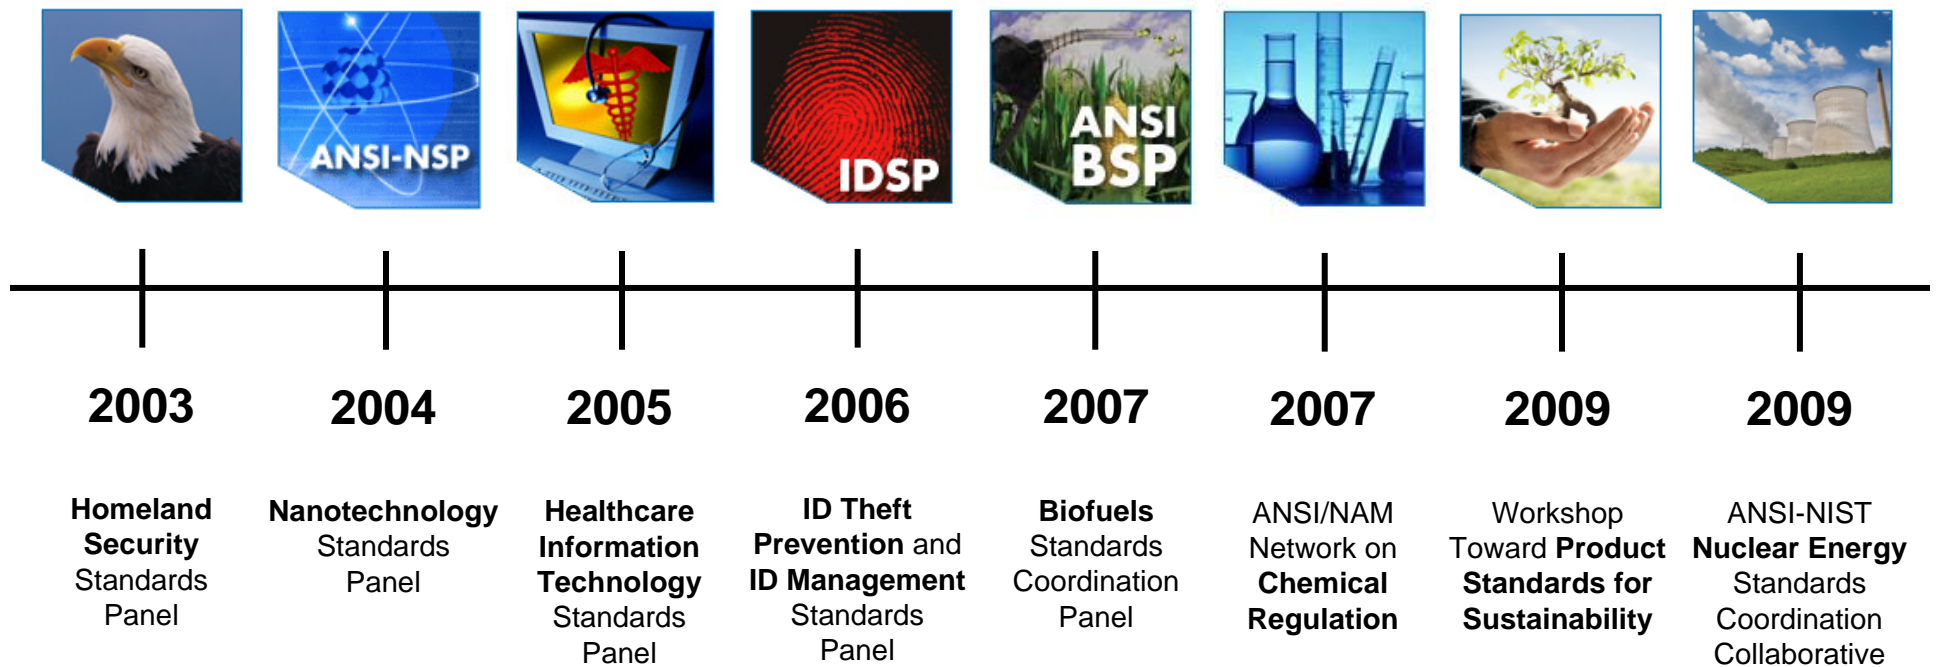 ANSI-NSP
IDSP
ANSI
BSP
2003
2004
2005
2006
2007
2007
2009
2009
Homeland
Security
Standards
Panel
Nanotechnology
Standards
Panel
Healthcare
Information
Technology
Standards
Panel
ID Theft
Prevention and
ID Management
Standards
Panel
Biofuels
Standards
Coordination
Panel
ANSI/NAM
Network on
Chemical
Regulation
Workshop
Toward Product
Standards for
Sustainability
ANSI-NIST
Nuclear Energy
Standards
Coordination
Collaborative